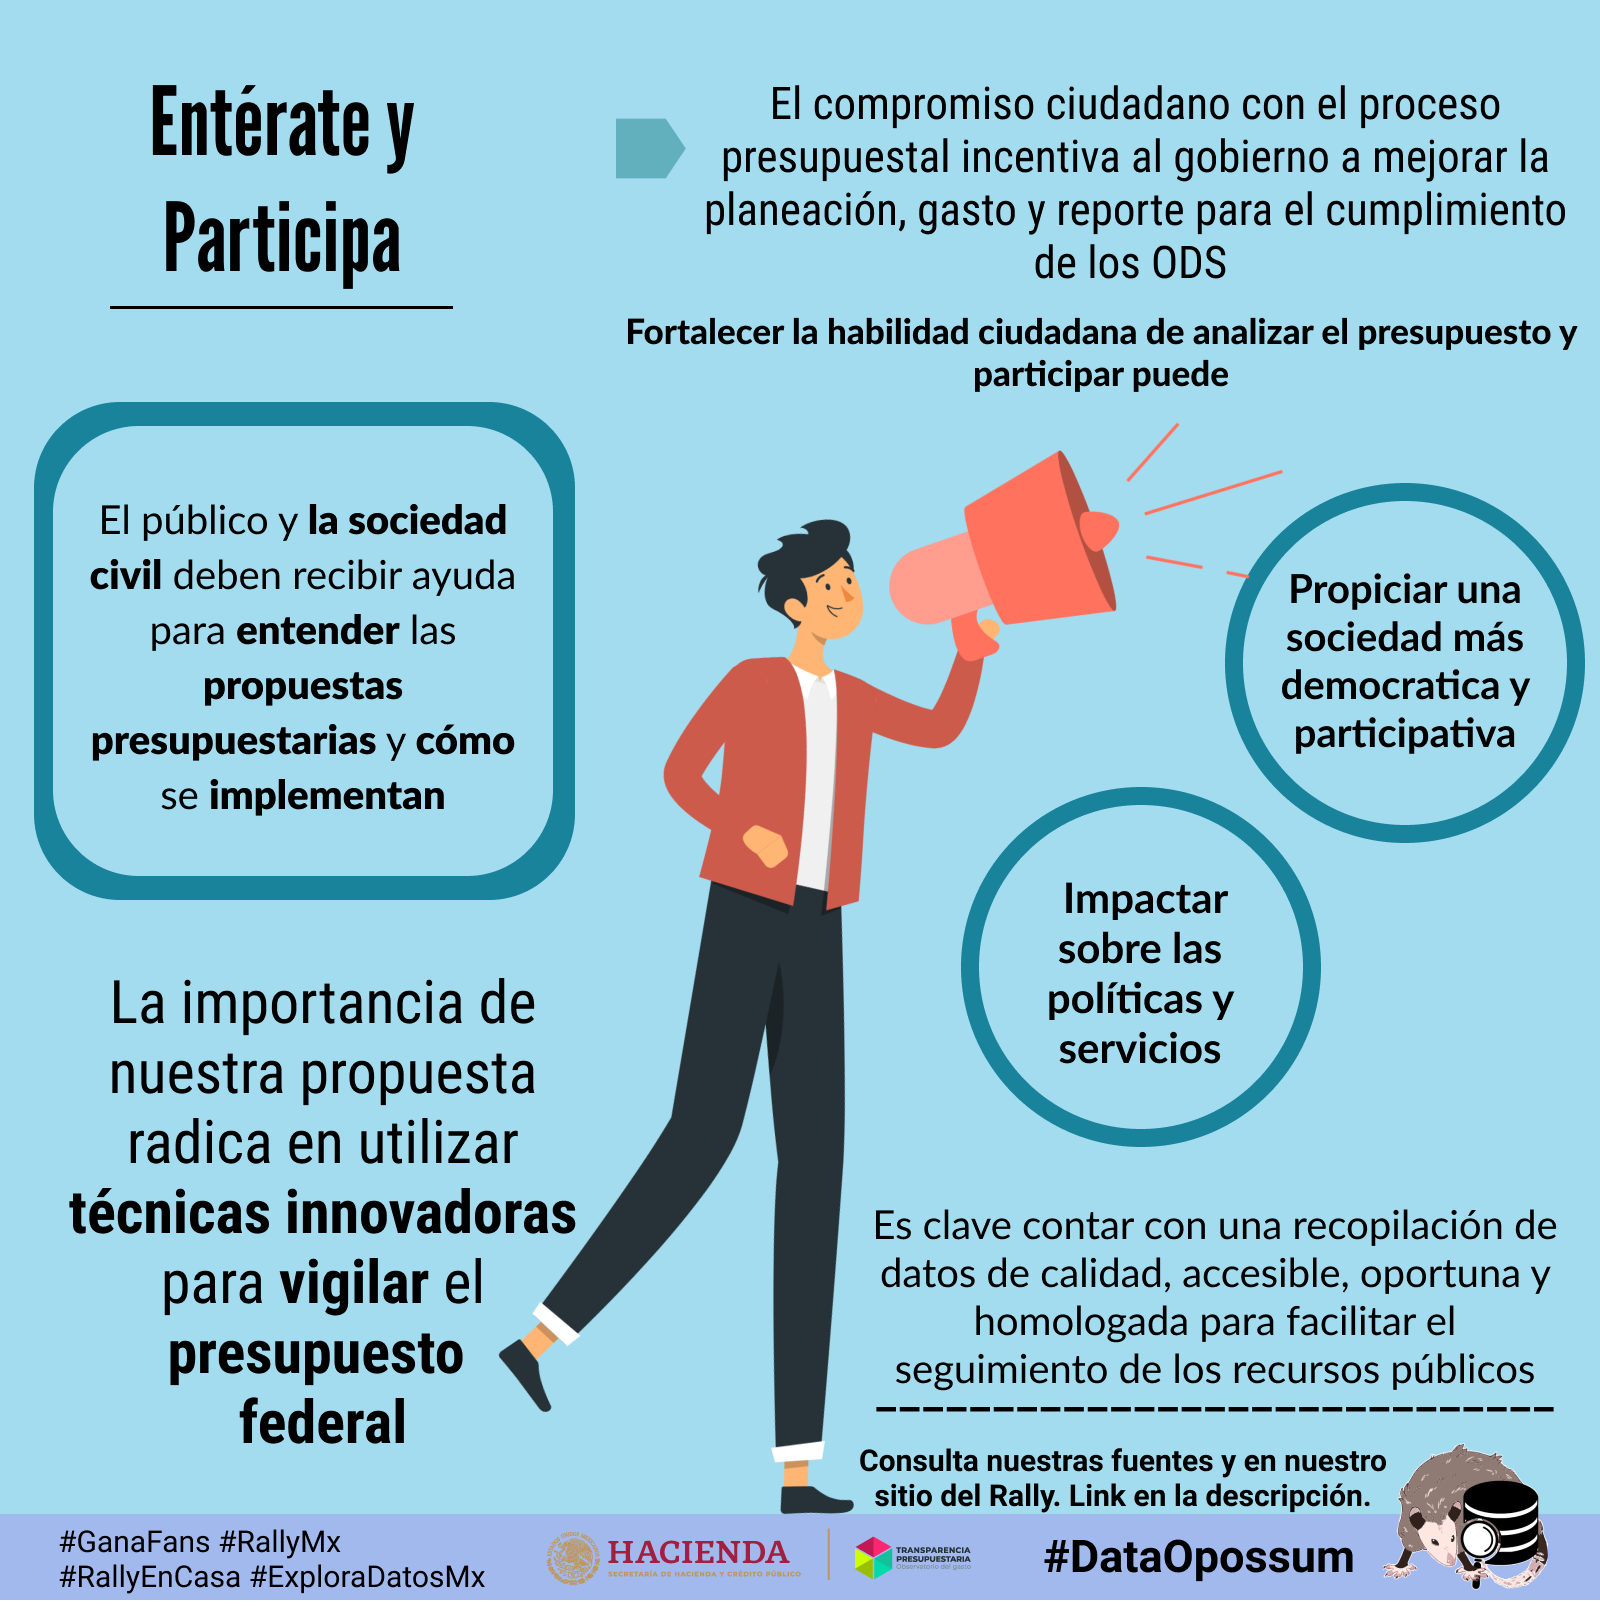 Entérate y
Participa
El compromiso ciudadano con el proceso
presupuestal incentiva al gobierno a mejorar la
planeación, gasto y reporte para el cumplimiento
de los ODS
Fortalecer la habilidad ciudadana de analizar el presupuesto y
participar puede
El público y la sociedad
civil deben recibir ayuda
para entender las
propuestas
presupuestarias y cómo
se implementan
Propiciar una
sociedad más
democratica y
participativa
Impactar
sobre las
políticas y
servicios
La importancia de
nuestra propuesta
radica en utilizar
técnicas innovadoras
para vigilar el
presupuesto
federal
Es clave contar con una recopilación de
datos de calidad, accesible, oportuna y
homologada para facilitar el
seguimiento de los recursos públicos
Consulta nuestras fuentes y en nuestro
sitio del Rally. Link en la descripción.
#GanaFans #RallyMx
#RallyEnCasa #ExploraDatosMx
HACIENDA
SECRETARÍA DE HACIENDA Y CRÉDITO PÚBLICO
TRANSPARENCIA
PRESUPUESTARIA
Observatorio del gasto
#DataOpossum